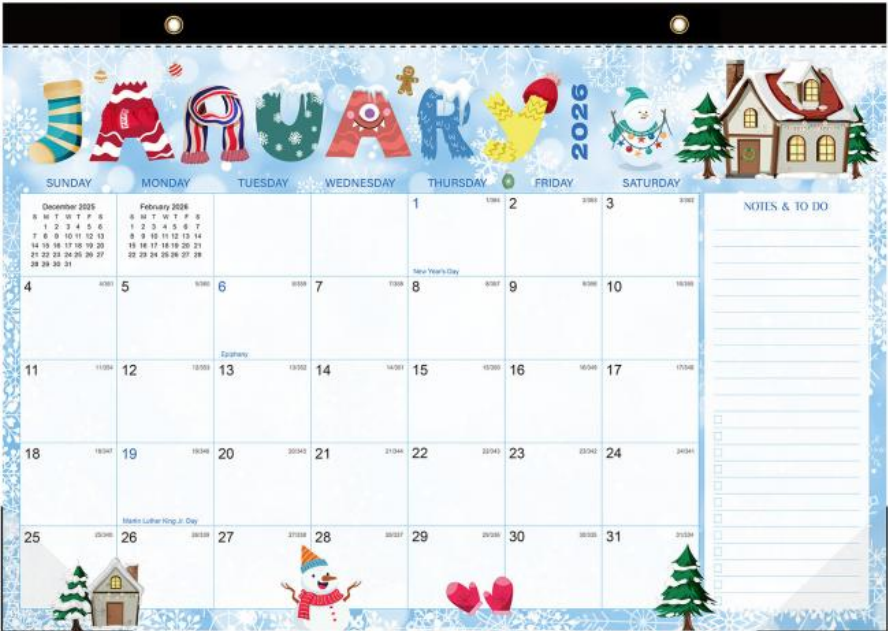 JANUARY 2026
SUNDAY MONDAY TUESDAY WEDNESDAY THURSDAY FRIDAY SATURDAY
December 2025
S M T W T F S
1 2 3 4 5 6
7 8 9 10 11 12 13
14 15 16 17 18 19 20
21 22 23 24 25 26 27
28 29 30 31
February 2026
S M T W T F S
1 2 3 4 5 6 7
8 9 10 11 12 13 14
15 16 17 18 19 20 21
22 23 24 25 26 27 28
1 2 3
New Year's Day
NOTES & TO DO
4 5 6 7 8 9 10
Epiphany
11 12 13 14 15 16 17
18 19 20 21 22 23 24
Martin Luther King Jr. Day
25 26 27 28 29 30 31